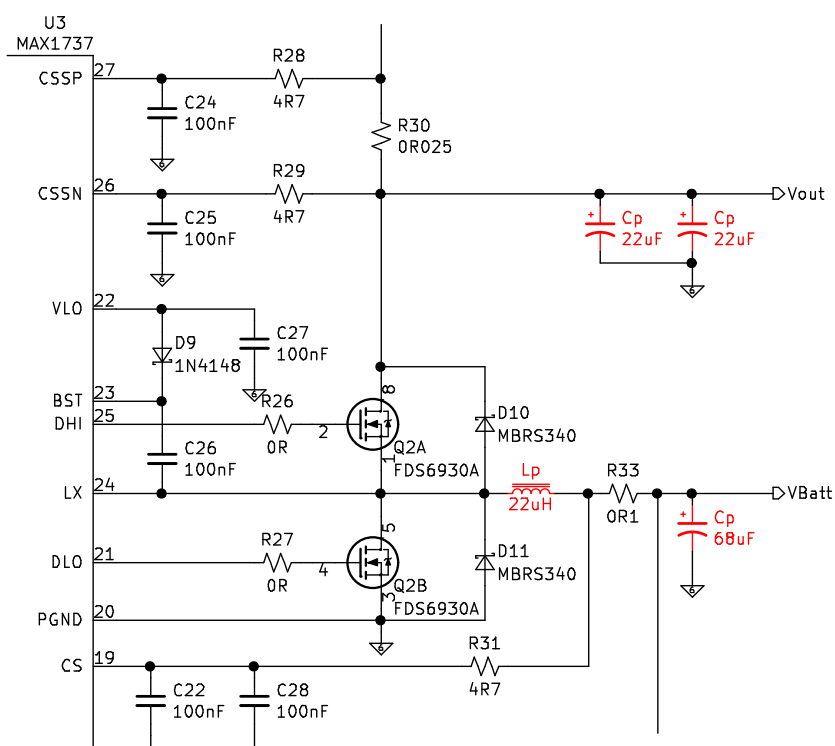 U3
MAX1737
CSSP 27
R28
4R7
C24
100nF
R30
0R025
CSSN 26
R29
4R7
C25
100nF
Vout
+ Cp
22uF
+ Cp
22uF
VLO 22
D9
1N4148
C27
100nF
BST 23
DHI 25
R26
0R
2
8
1
Q2A
FDS6930A
D10
MBRS340
C26
100nF
LX 24
Lp
22uH
R33
0R1
VBatt
+ Cp
68uF
DLO 21
R27
0R
4
5
3
Q2B
FDS6930A
D11
MBRS340
PGND 20
CS 19
R31
4R7
C22
100nF
C28
100nF